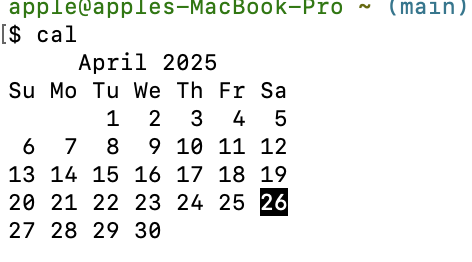 apple@apples-MacBook-Pro ~ (main)
[$ cal
     April 2025
Su Mo Tu We Th Fr Sa
       1  2  3  4  5
 6  7  8  9 10 11 12
13 14 15 16 17 18 19
20 21 22 23 24 25 26
27 28 29 30